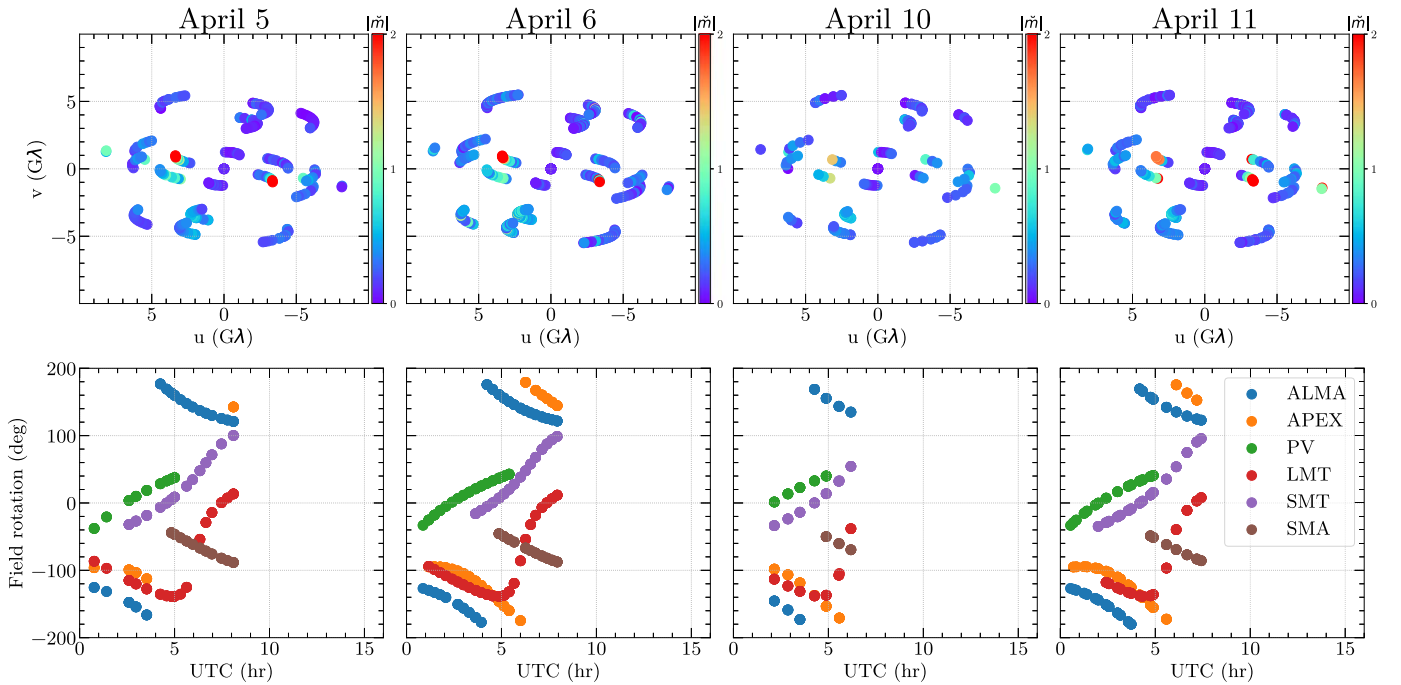 April 5
|m̆|
April 6
|m̆|
April 10
|m̆|
April 11
|m̆|
v (Gλ)
5
0
−5
2
1
0
2
1
0
2
1
0
2
1
0
5 0 −5
5 0 −5
5 0 −5
5 0 −5
u (Gλ)
u (Gλ)
u (Gλ)
u (Gλ)
Field rotation (deg)
200
100
0
−100
−200
ALMA
APEX
PV
LMT
SMT
SMA
0 5 10 15
0 5 10 15
0 5 10 15
0 5 10 15
UTC (hr)
UTC (hr)
UTC (hr)
UTC (hr)